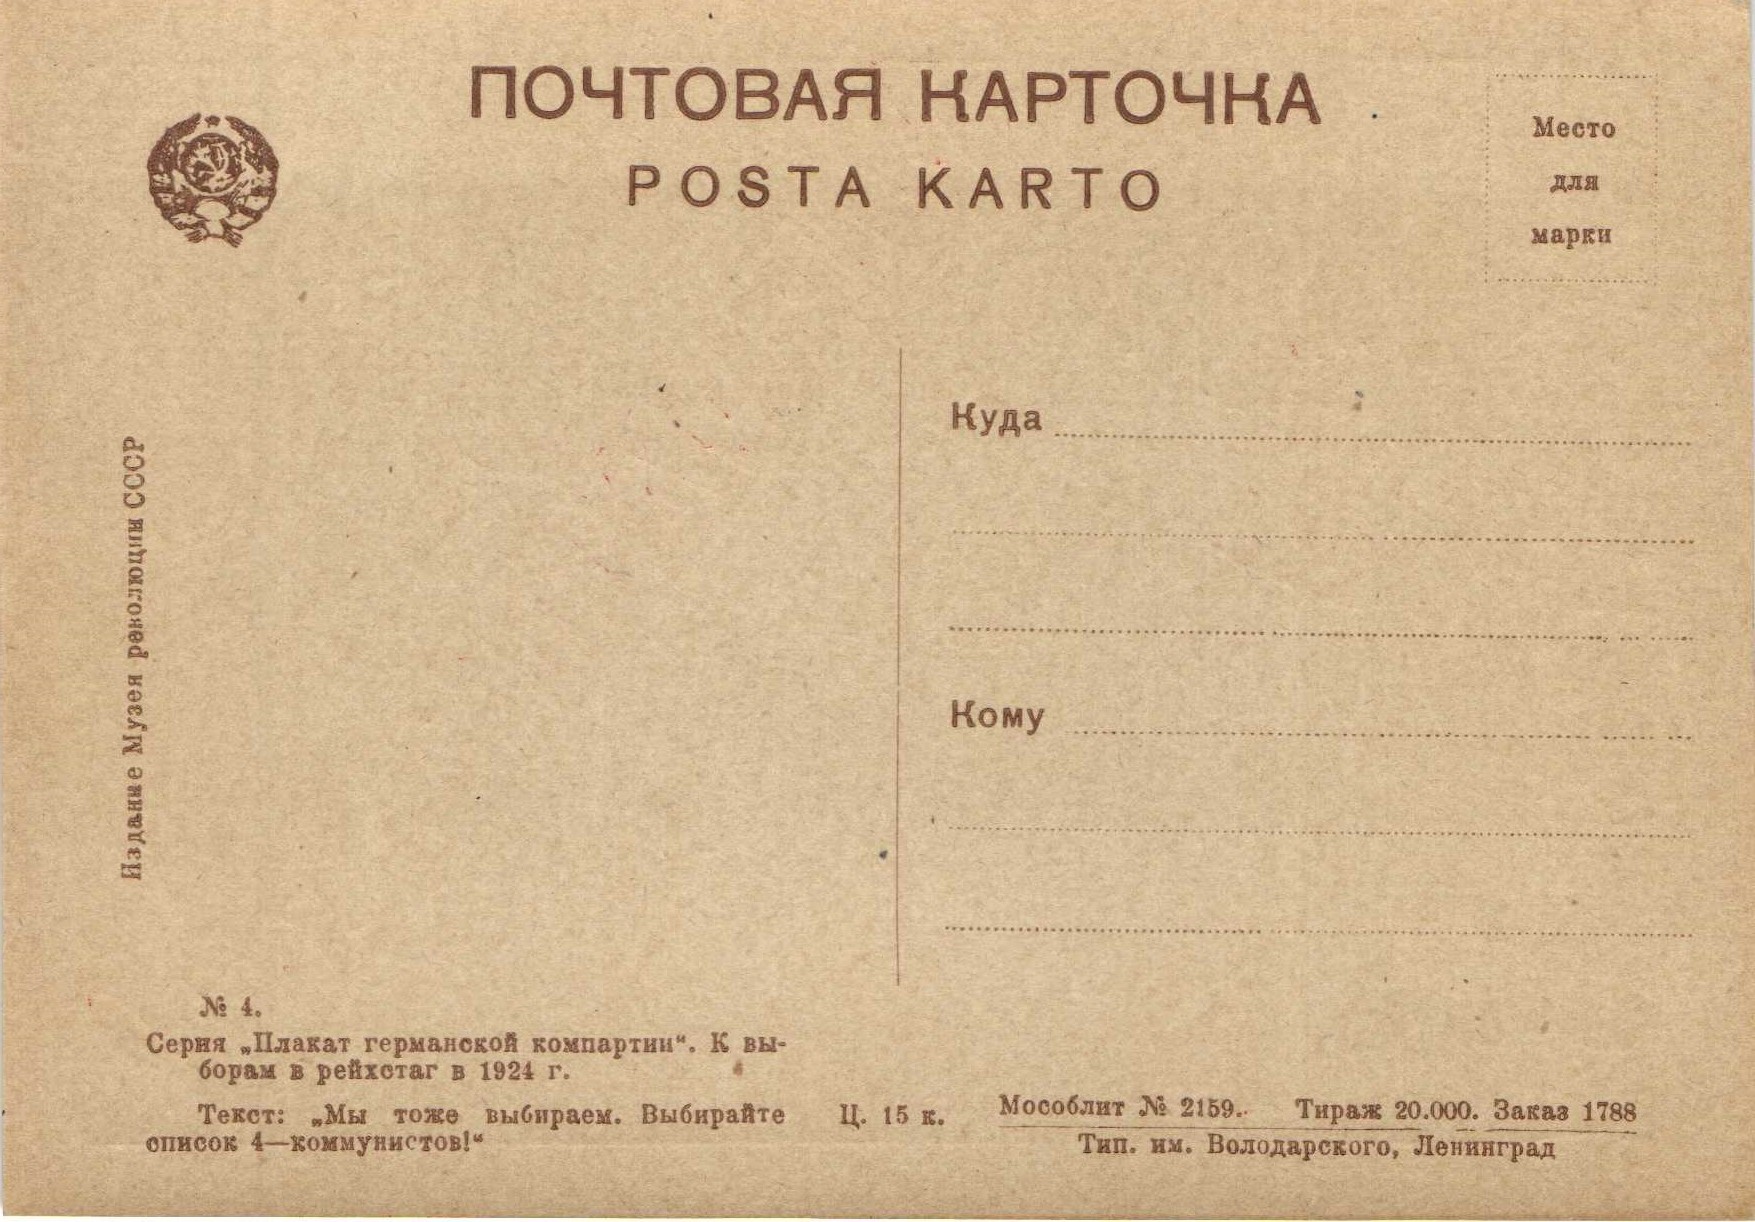 ПОЧТОВАЯ КАРТОЧКА
POSTA KARTO
Место
для
марки
Куда
Кому
Издание Музея революции СССР
№ 4.
Серия „Плакат германской компартии“. К вы-
борам в рейхстаг в 1924 г.
Текст: „Мы тоже выбираем. Выбирайте
список 4—коммунистов!“
Ц. 15 к.
Мособлит № 2159. Тираж 20.000. Заказ 1788
Тип. им. Володарского, Ленинград